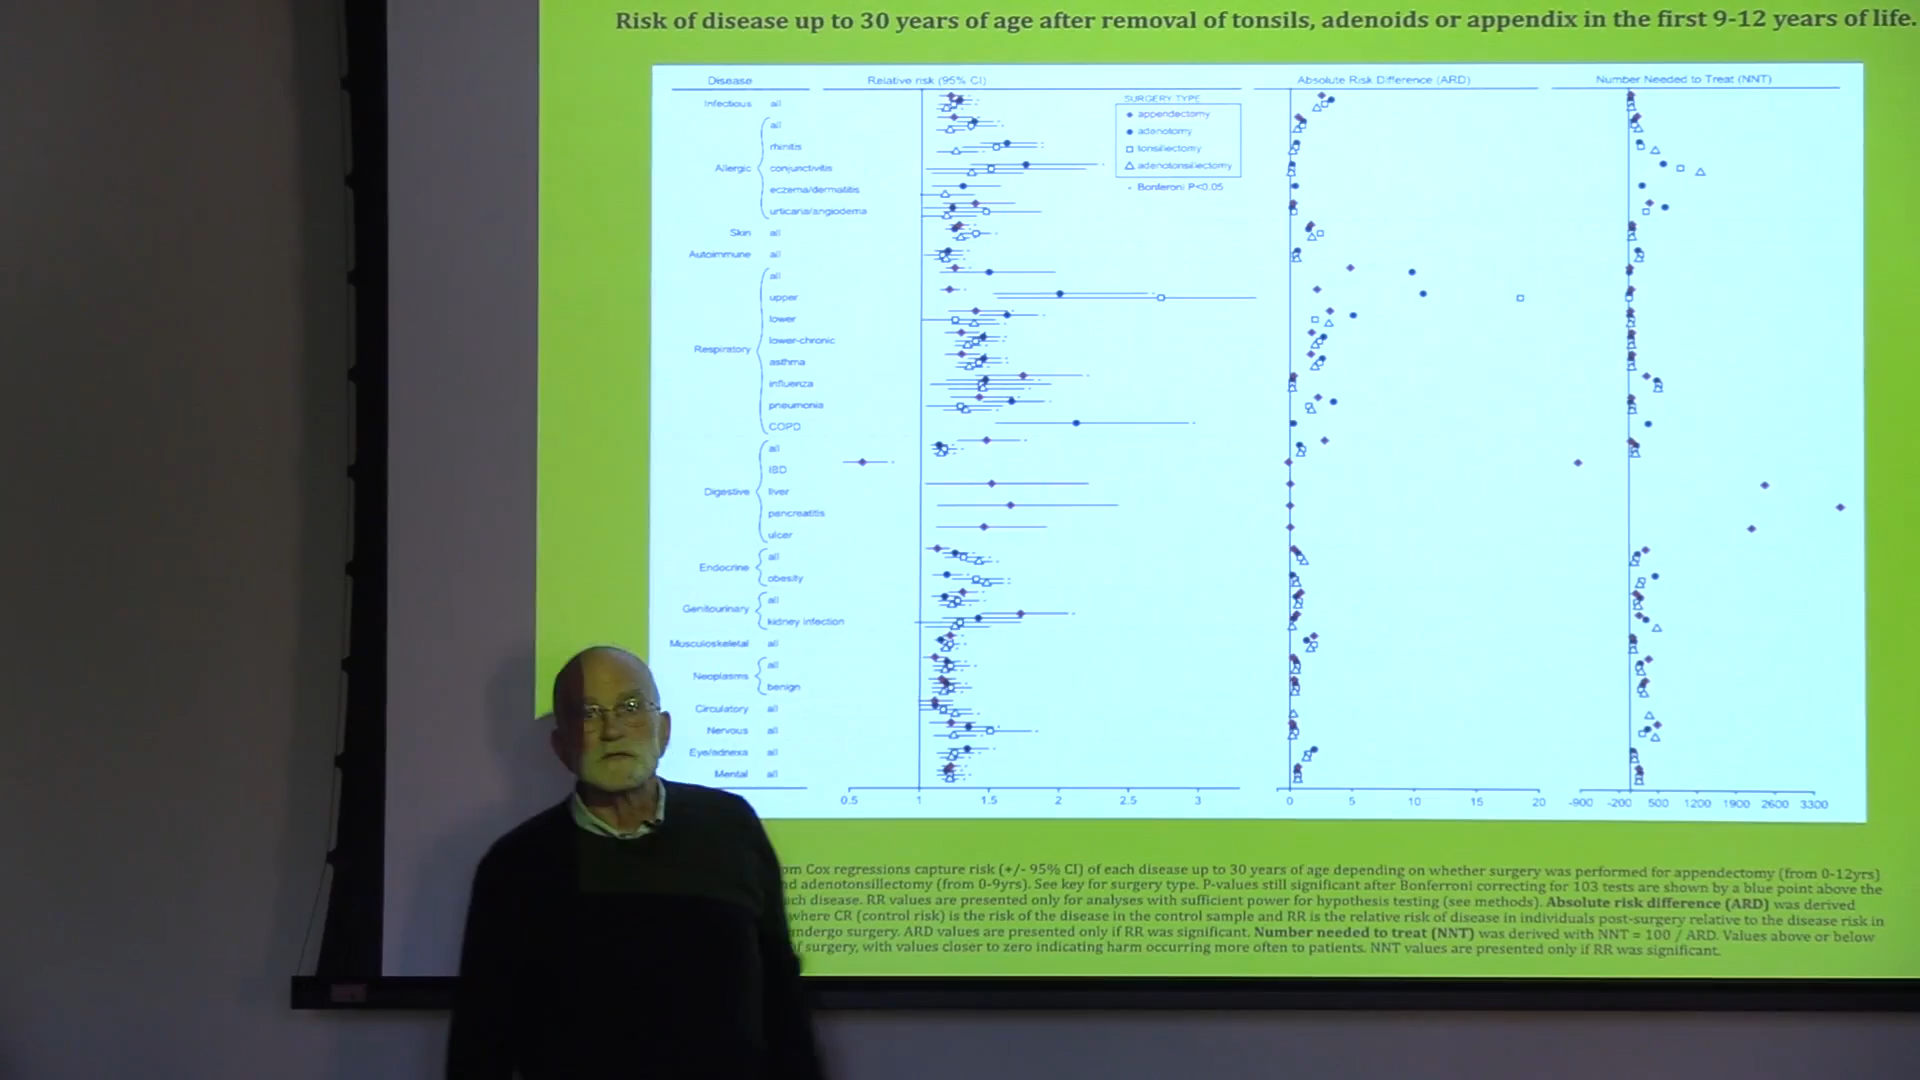 Risk of disease up to 30 years of age after removal of tonsils, adenoids or appendix in the first 9-12 years of life.
Disease Relative risk (95% CI) Absolute Risk Difference (ARD) Number Needed to Treat (NNT)
SURGERY TYPE
appendectomy
adenotomy
tonsillectomy
adenotonsillectomy
Bonferoni P<0.05
Infectious all
all
rhinitis
Allergic conjunctivitis
eczema/dermatitis
urticaria/angiodema
Skin all
Autoimmune all
all
upper
lower
lower-chronic
Respiratory
asthma
influenza
pneumonia
COPD
all
IBD
Digestive liver
pancreatitis
ulcer
all
Endocrine
obesity
all
Genitourinary
kidney infection
Musculoskeletal all
all
Neoplasms
benign
Circulatory all
Nervous all
Eye/adnexa all
Mental all
0.5 1 1.5 2 2.5 3 0 5 10 15 20 -900 -200 500 1200 1900 2600 3300
om Cox regressions capture risk (+/- 95% CI) of each disease up to 30 years of age depending on whether surgery was performed for appendectomy (from 0-12yrs)
nd adenotonsillectomy (from 0-9yrs). See key for surgery type. P-values still significant after Bonferroni correcting for 103 tests are shown by a blue point above the
ach disease. RR values are presented only for analyses with sufficient power for hypothesis testing (see methods). Absolute risk difference (ARD) was derived
where CR (control risk) is the risk of the disease in the control sample and RR is the relative risk of disease in individuals post-surgery relative to the disease risk in
undergo surgery. ARD values are presented only if RR was significant. Number needed to treat (NNT) was derived with NNT = 100 / ARD. Values above or below
of surgery, with values closer to zero indicating harm occurring more often to patients. NNT values are presented only if RR was significant.